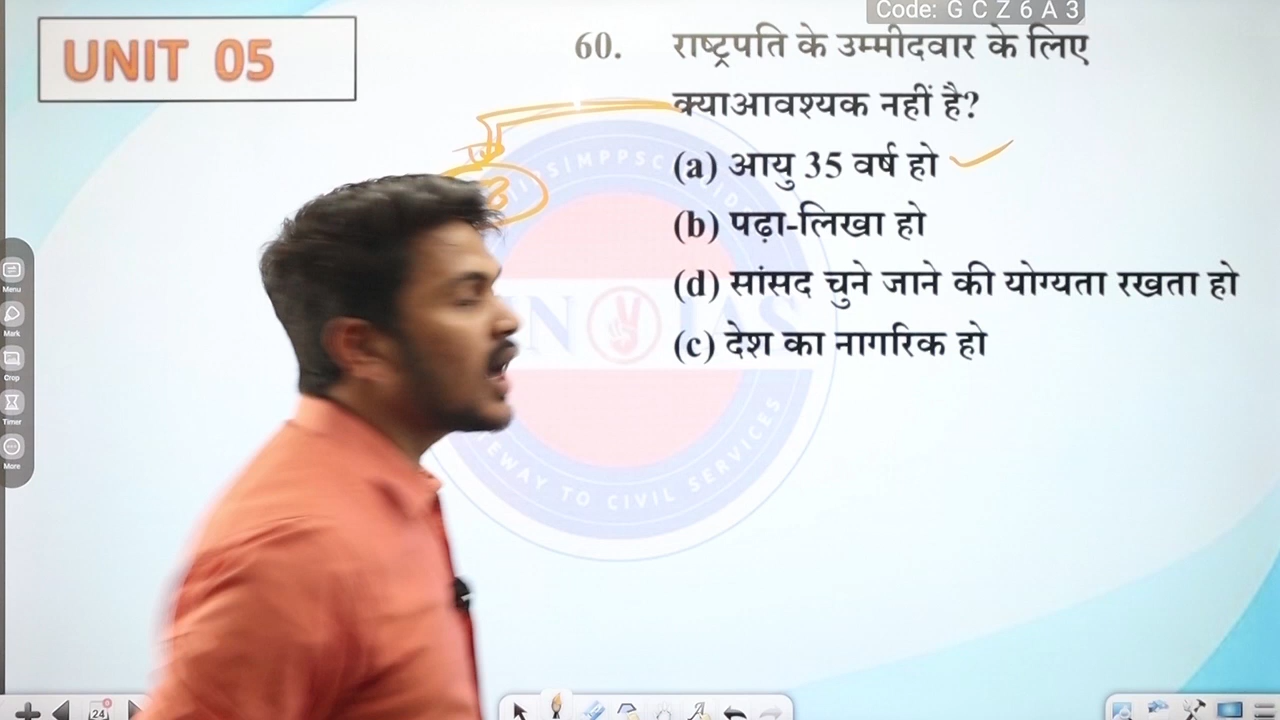 Code: G C Z 6 A 3
UNIT 05
60. राष्ट्रपति के उम्मीदवार के लिए
क्याआवश्यक नहीं है?
(a) आयु 35 वर्ष हो
(b) पढ़ा-लिखा हो
(d) सांसद चुने जाने की योग्यता रखता हो
(c) देश का नागरिक हो
SIMPPSC
TO CIVIL SERVICES
Menu
Mark
Crop
Timer
More
24